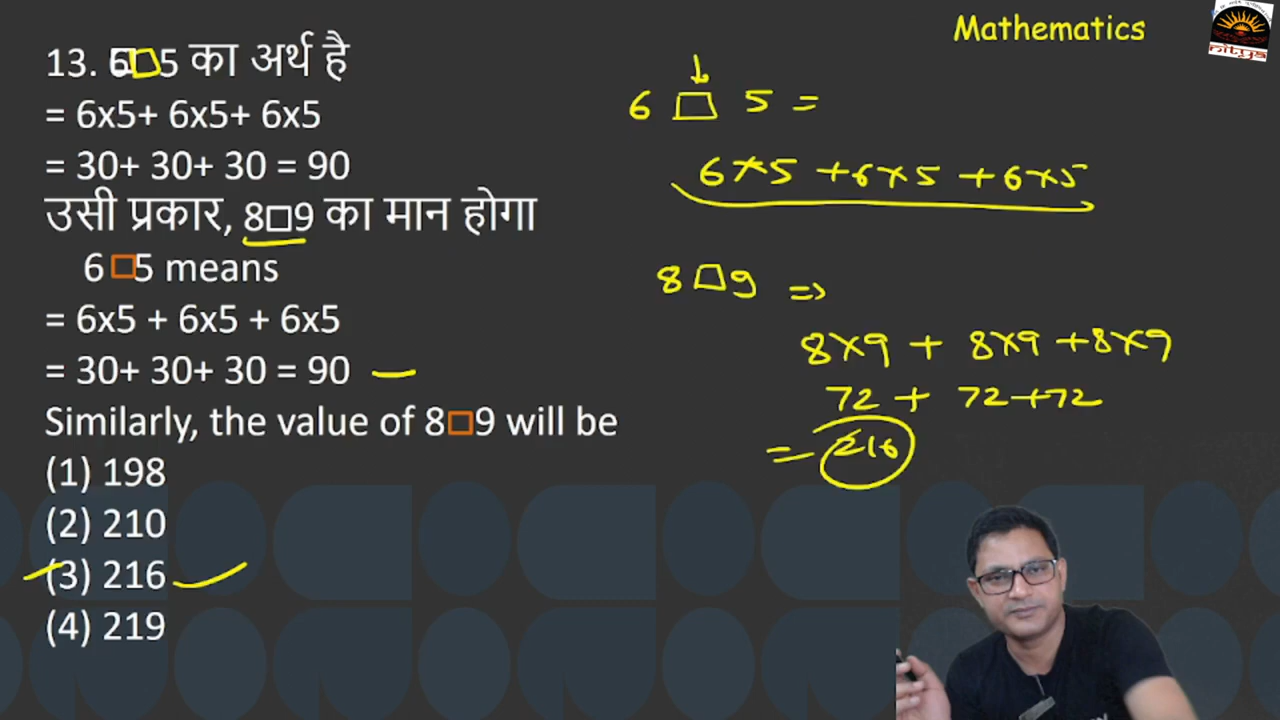 Mathematics
nitya
13. 6□5 का अर्थ है
= 6x5+ 6x5+ 6x5
= 30+ 30+ 30 = 90
उसी प्रकार, 8□9 का मान होगा
6 □5 means
= 6x5 + 6x5 + 6x5
= 30+ 30+ 30 = 90
Similarly, the value of 8□9 will be
(1) 198
(2) 210
(3) 216
(4) 219
6 □ 5 =
6×5 +6×5 +6×5
8□9 =>
8×9 + 8×9 +8×9
72 + 72+72
= 216